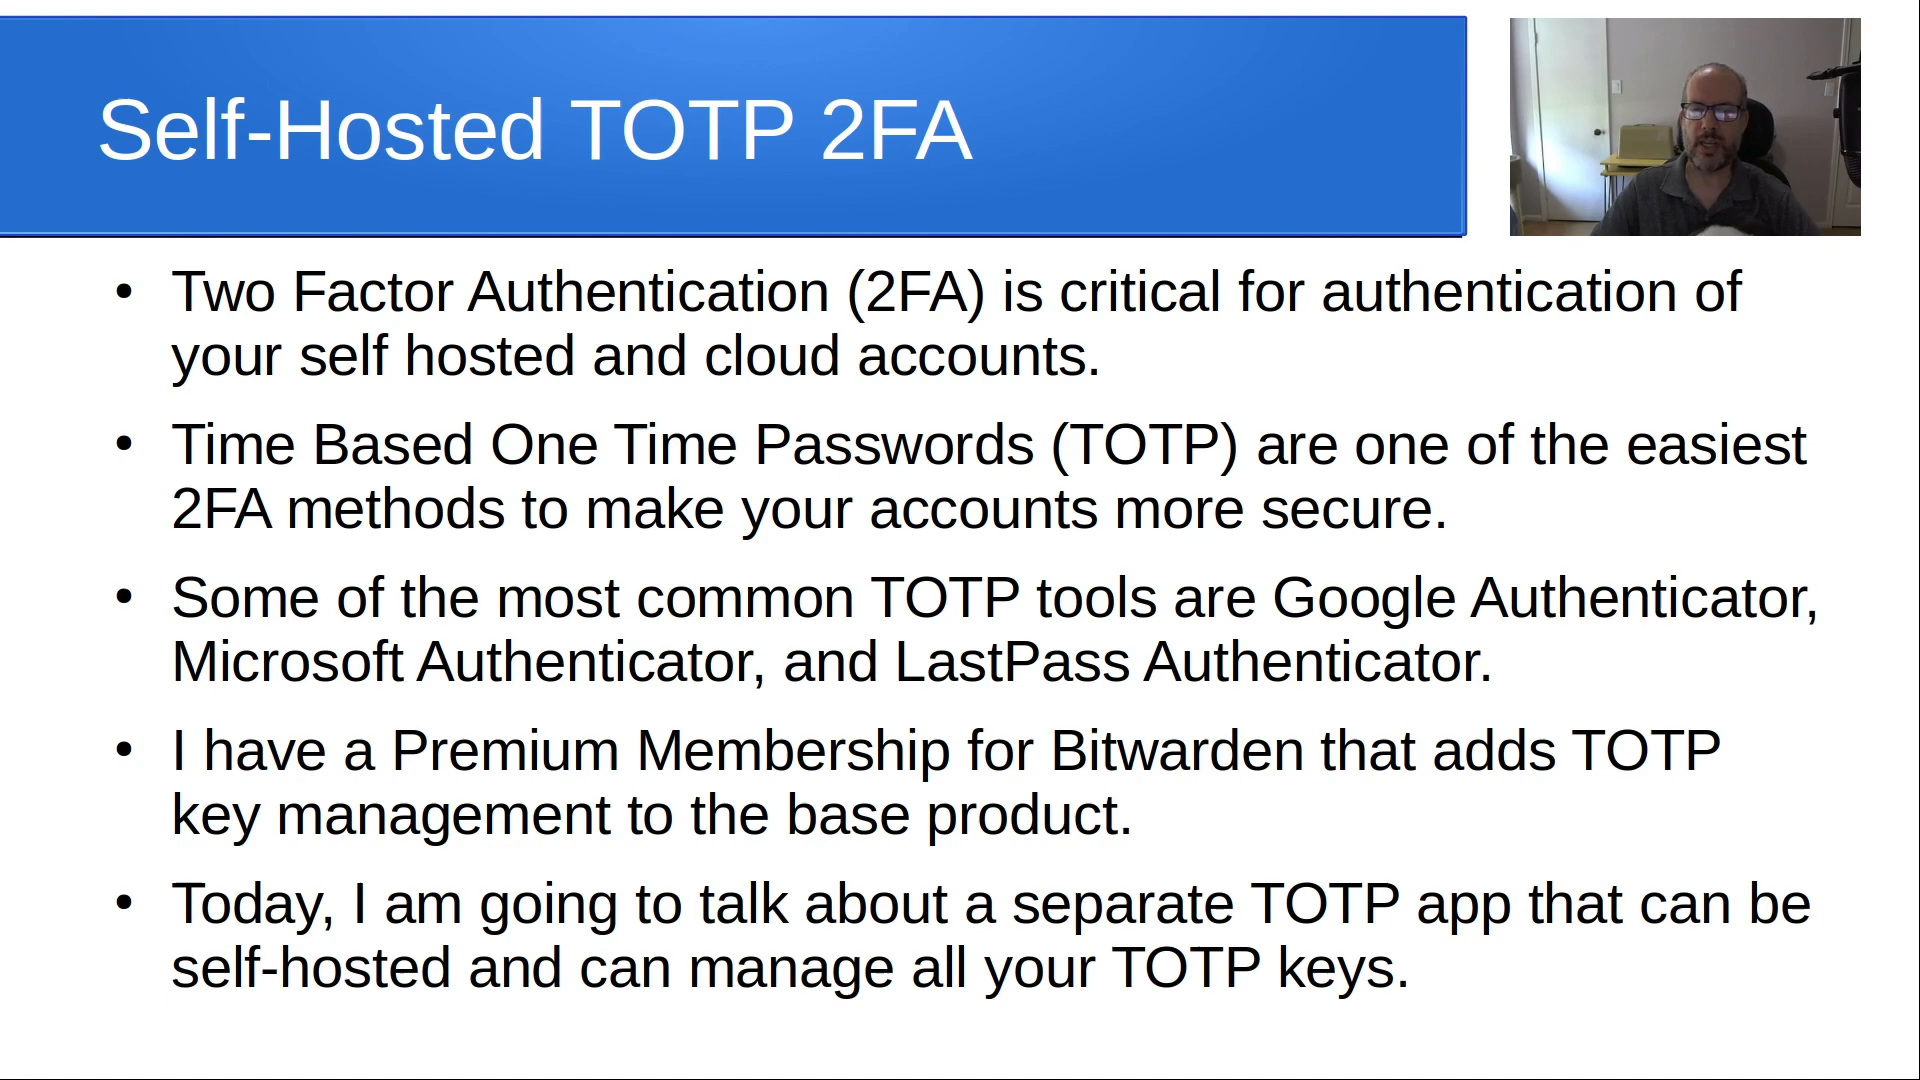 Self-Hosted TOTP 2FA
• Two Factor Authentication (2FA) is critical for authentication of
your self hosted and cloud accounts.
• Time Based One Time Passwords (TOTP) are one of the easiest
2FA methods to make your accounts more secure.
• Some of the most common TOTP tools are Google Authenticator,
Microsoft Authenticator, and LastPass Authenticator.
• I have a Premium Membership for Bitwarden that adds TOTP
key management to the base product.
• Today, I am going to talk about a separate TOTP app that can be
self-hosted and can manage all your TOTP keys.